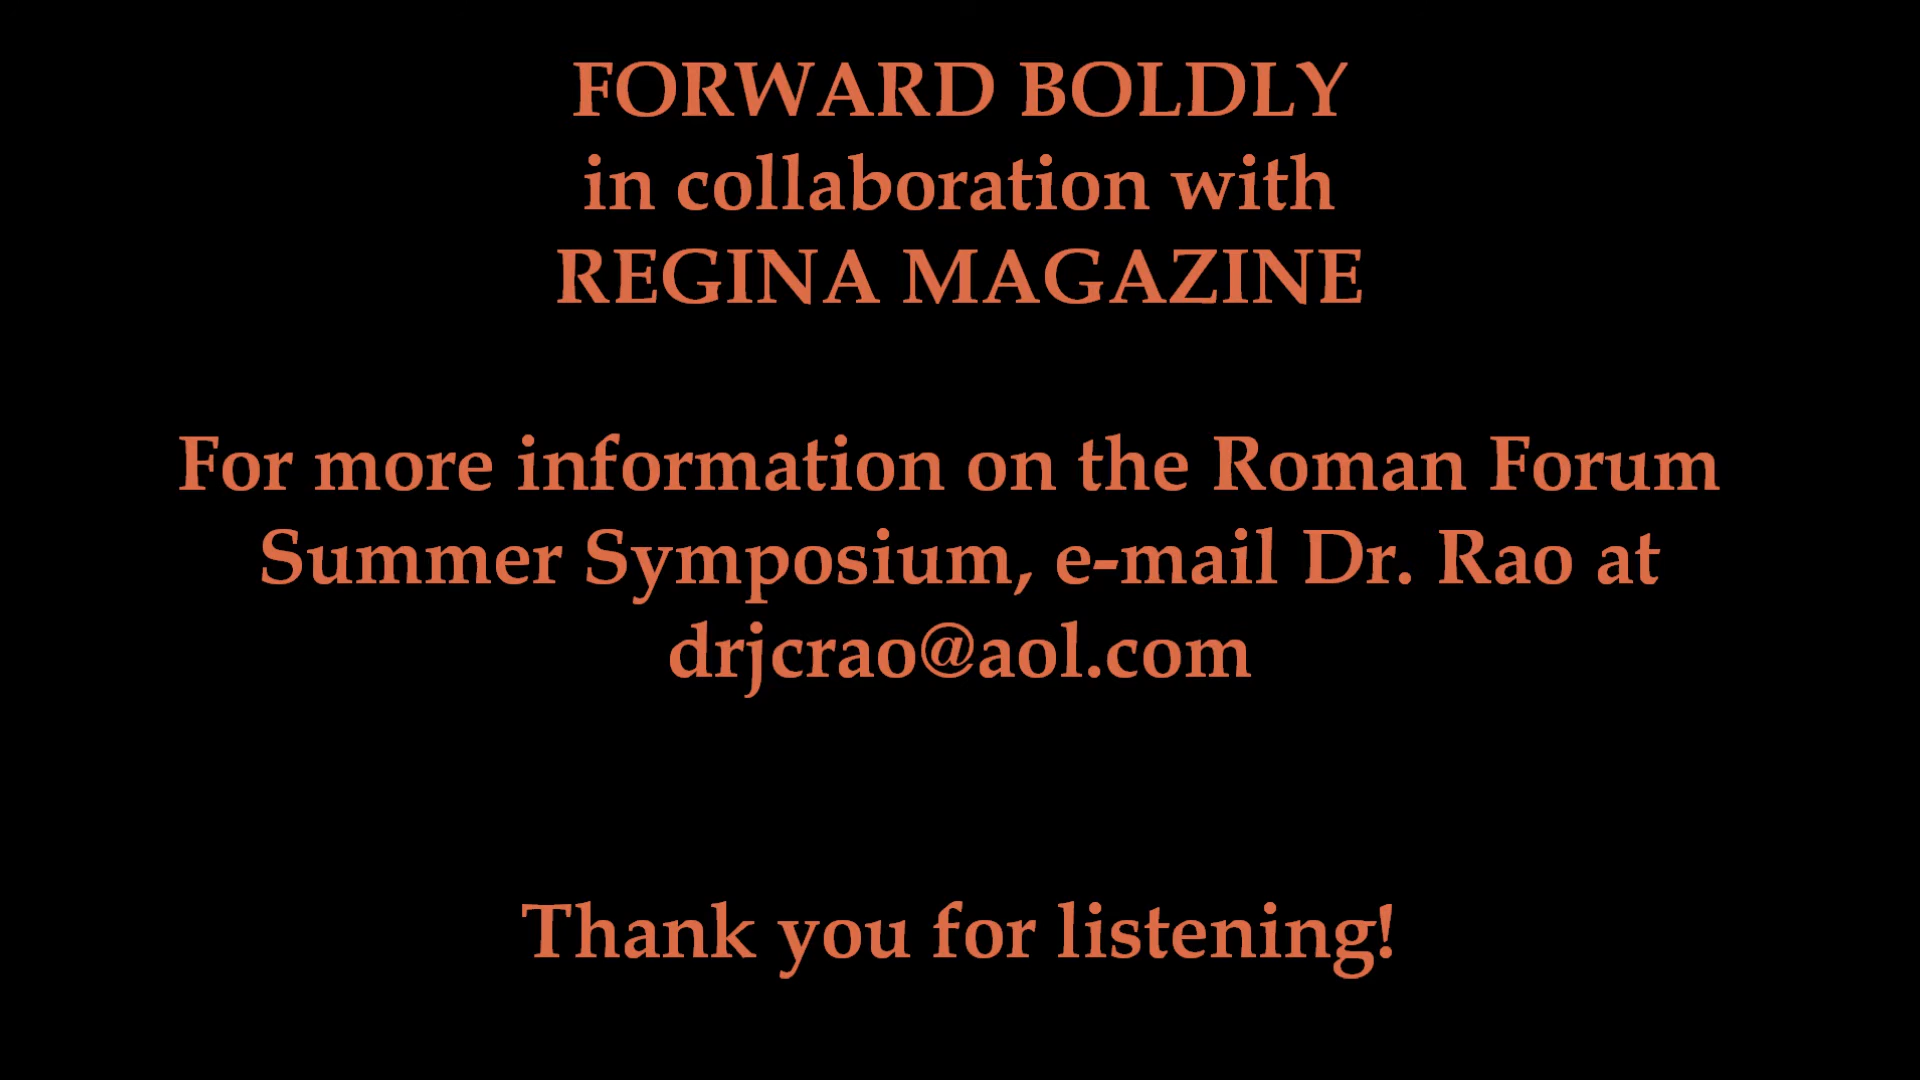 FORWARD BOLDLY
in collaboration with
REGINA MAGAZINE
For more information on the Roman Forum
Summer Symposium, e-mail Dr. Rao at
drjcrao@aol.com
Thank you for listening!